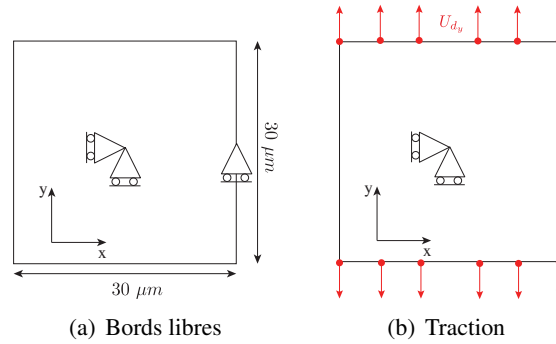 U_{d_y}
30 μm
y
x
30 μm
y
x
(a) Bords libres
(b) Traction